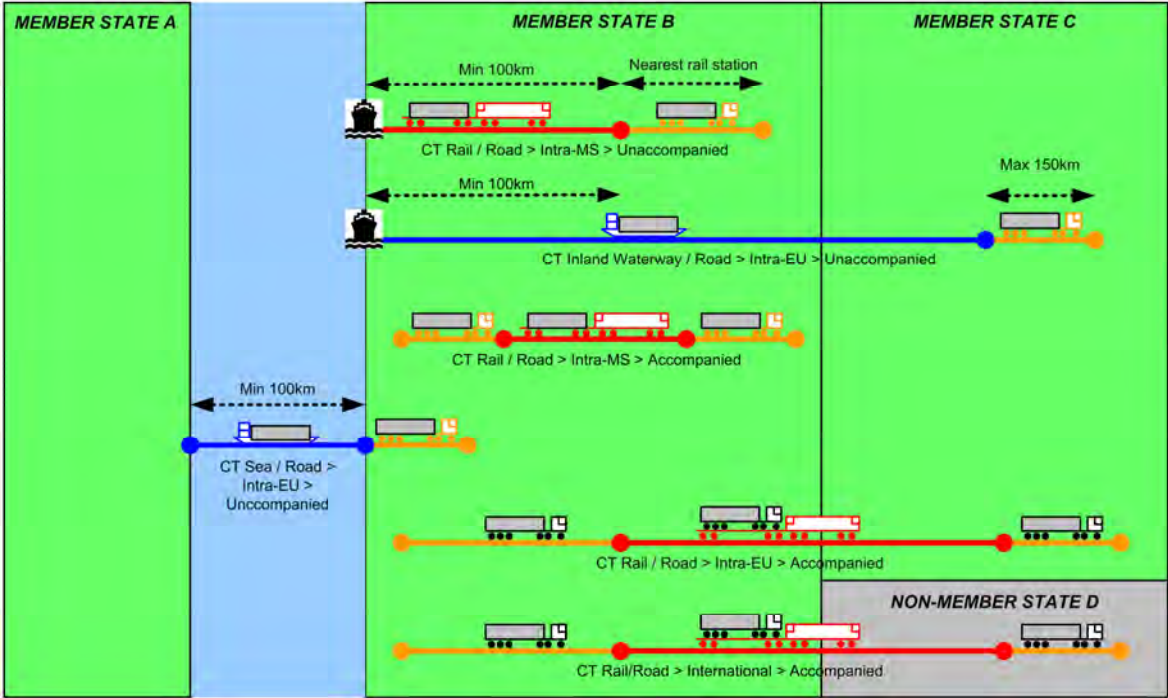 MEMBER STATE A
MEMBER STATE B
MEMBER STATE C
Min 100km
Nearest rail station
CT Rail / Road > Intra-MS > Unaccompanied
Min 100km
Max 150km
CT Inland Waterway / Road > Intra-EU > Unaccompanied
CT Rail / Road > Intra-MS > Accompanied
Min 100km
CT Sea / Road >
Intra-EU >
Unccompanied
CT Rail / Road > Intra-EU > Accompanied
NON-MEMBER STATE D
CT Rail/Road > International > Accompanied